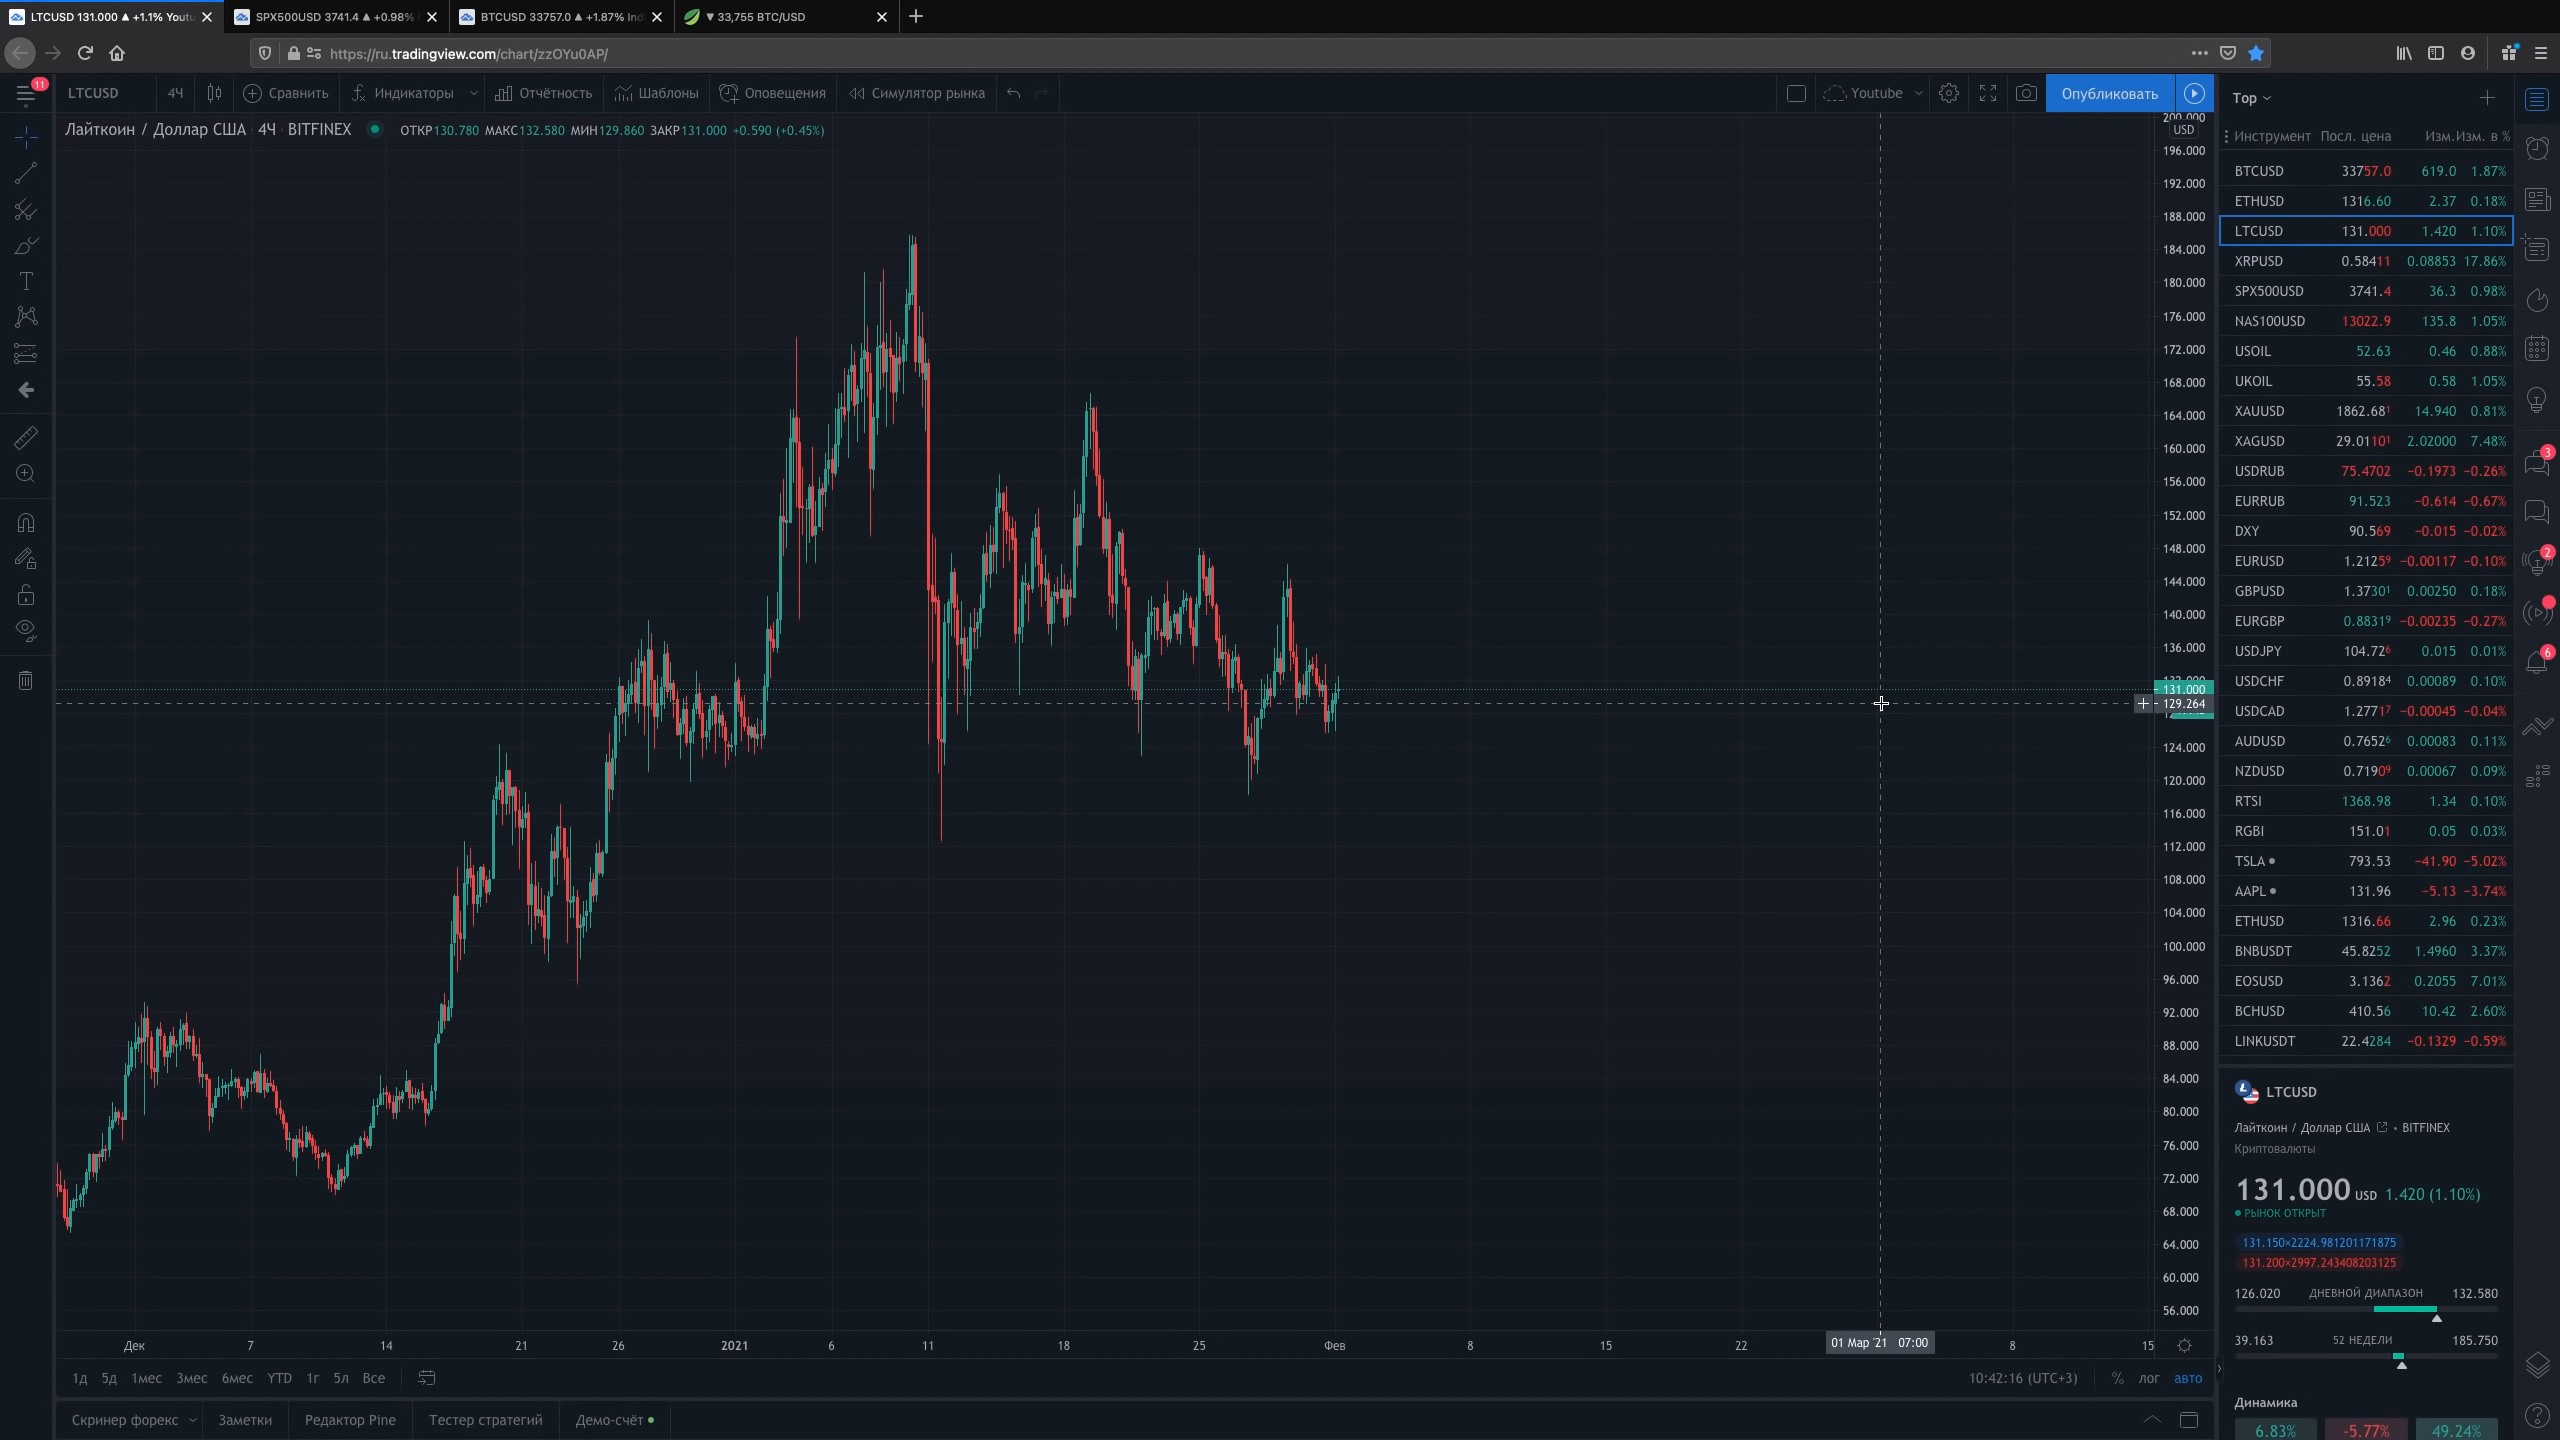 LTCUSD 131.000 ▲ +1.1% Youtu
SPX500USD 3741.4 ▲ +0.98%
BTCUSD 33757.0 ▲ +1.87% Ind
▼ 33,755 BTC/USD
https://ru.tradingview.com/chart/zzOYu0AP/
11
LTCUSD 4Ч Сравнить Индикаторы Отчётность Шаблоны Оповещения Симулятор рынка Youtube Опубликовать
Лайткоин / Доллар США · 4Ч · BITFINEX ОТКР130.780 МАКС132.580 МИН129.860 ЗАКР131.000 +0.590 (+0.45%)
200.000
USD
196.000
192.000
188.000
184.000
180.000
176.000
172.000
168.000
164.000
160.000
156.000
152.000
148.000
144.000
140.000
136.000
131.000
129.264
124.000
120.000
116.000
112.000
108.000
104.000
100.000
96.000
92.000
88.000
84.000
80.000
76.000
72.000
68.000
64.000
60.000
56.000
Дек 7 14 21 26 2021 6 11 18 25 Фев 8 15 22 01 Мар '21 07:00 8 15
1д 5д 1мес 3мес 6мес YTD 1г 5л Все
10:42:16 (UTC+3) % лог авто
Скринер форекс Заметки Редактор Pine Тестер стратегий Демо-счёт
Top
Инструмент Посл. цена Изм. Изм. в %
BTCUSD 33757.0 619.0 1.87%
ETHUSD 1316.60 2.37 0.18%
LTCUSD 131.000 1.420 1.10%
XRPUSD 0.58411 0.08853 17.86%
SPX500USD 3741.4 36.3 0.98%
NAS100USD 13022.9 135.8 1.05%
USOIL 52.63 0.46 0.88%
UKOIL 55.58 0.58 1.05%
XAUUSD 1862.681 14.940 0.81%
XAGUSD 29.01101 2.02000 7.48%
USDRUB 75.4702 −0.1973 −0.26%
EURRUB 91.523 −0.614 −0.67%
DXY 90.569 −0.015 −0.02%
EURUSD 1.21259 −0.00117 −0.10%
GBPUSD 1.37301 0.00250 0.18%
EURGBP 0.88319 −0.00235 −0.27%
USDJPY 104.726 0.015 0.01%
USDCHF 0.89184 0.00089 0.10%
USDCAD 1.27717 −0.00045 −0.04%
AUDUSD 0.76526 0.00083 0.11%
NZDUSD 0.71909 0.00067 0.09%
RTSI 1368.98 1.34 0.10%
RGBI 151.01 0.05 0.03%
TSLA 793.53 −41.90 −5.02%
AAPL 131.96 −5.13 −3.74%
ETHUSD 1316.66 2.96 0.23%
BNBUSDT 45.8252 1.4960 3.37%
EOSUSD 3.1362 0.2055 7.01%
BCHUSD 410.56 10.42 2.60%
LINKUSDT 22.4284 −0.1329 −0.59%
LTCUSD
Лайткоин / Доллар США • BITFINEX
Криптовалюты
131.000 USD 1.420 (1.10%)
РЫНОК ОТКРЫТ
131.150×2224.981201171875
131.200×2997.243408203125
126.020 ДНЕВНОЙ ДИАПАЗОН 132.580
39.163 52 НЕДЕЛИ 185.750
Динамика
6.83% -5.77% 49.24%
3
2
6